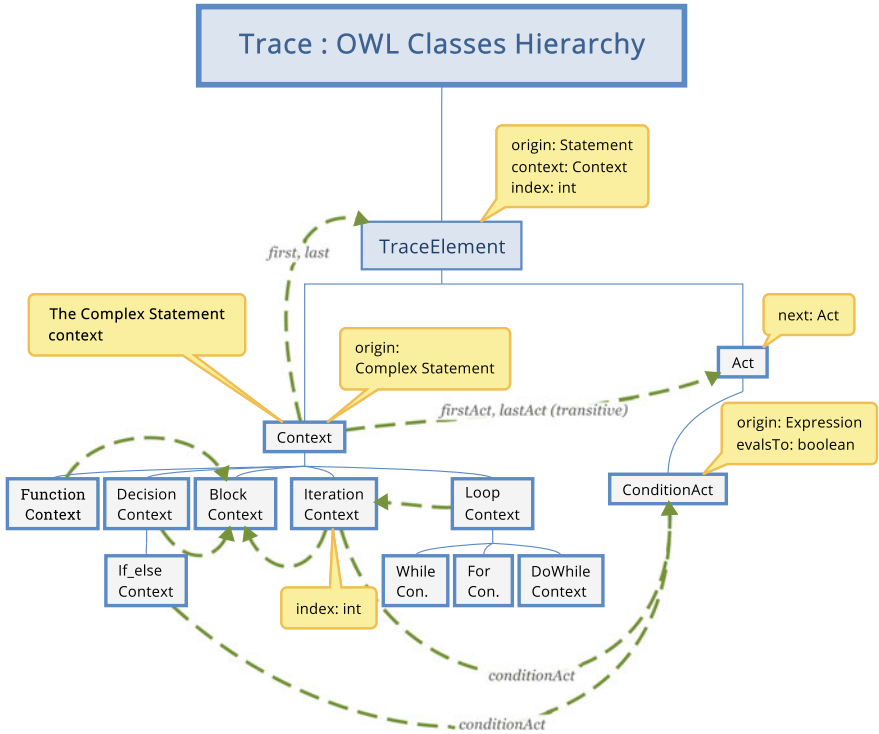 Trace : OWL Classes Hierarchy
origin: Statement
context: Context
index: int
TraceElement
first, last
The Complex Statement
context
origin:
Complex Statement
next: Act
Act
firstAct, lastAct (transitive)
origin: Expression
evalsTo: boolean
Context
ConditionAct
Function
Context
Decision
Context
Block
Context
Iteration
Context
Loop
Context
If_else
Context
index: int
While
Con.
For
Con.
DoWhile
Context
conditionAct
conditionAct